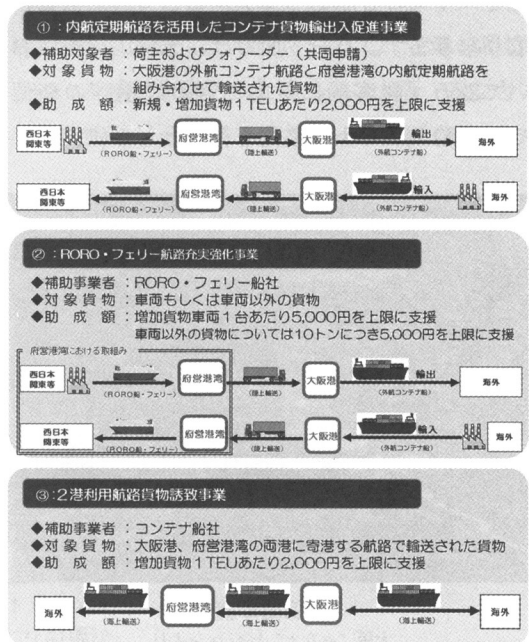 ①：内航定期航路を活用したコンテナ貨物輸出入促進事業
◆補助対象者：荷主およびフォワーダー（共同申請）
◆対象貨物：大阪港の外航コンテナ航路と府営港湾の内航定期航路を
組み合わせて輸送された貨物
◆助成額：新規・増加貨物１TEUあたり2,000円を上限に支援
西日本
関東等
（RORO船・フェリー）
府営港湾
（陸上輸送）
大阪港
輸出
（外航コンテナ船）
海外
西日本
関東等
（RORO船・フェリー）
府営港湾
（陸上輸送）
大阪港
輸入
（外航コンテナ船）
海外
②：RORO・フェリー航路充実強化事業
◆補助事業者：RORO・フェリー船社
◆対象貨物：車両もしくは車両以外の貨物
◆助成額：増加貨物車両１台あたり5,000円を上限に支援
車両以外の貨物については10トンにつき5,000円を上限に支援
府営港湾における取組み
西日本
関東等
（RORO船・フェリー）
府営港湾
（陸上輸送）
大阪港
輸出
（外航コンテナ船）
海外
西日本
関東等
（RORO船・フェリー）
府営港湾
（陸上輸送）
大阪港
輸入
（外航コンテナ船）
海外
③：２港利用航路貨物誘致事業
◆補助事業者：コンテナ船社
◆対象貨物：大阪港、府営港湾の両港に寄港する航路で輸送された貨物
◆助成額：増加貨物１TEUあたり2,000円を上限に支援
海外
（海上輸送）
府営港湾
（海上輸送）
大阪港
（海上輸送）
海外